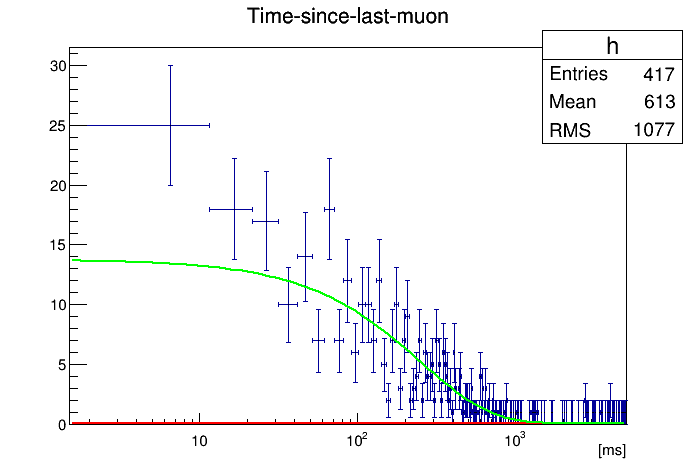 Time-since-last-muon
h
Entries 417
Mean 613
RMS 1077
30
25
20
15
10
5
0
10 10² 10³
[ms]